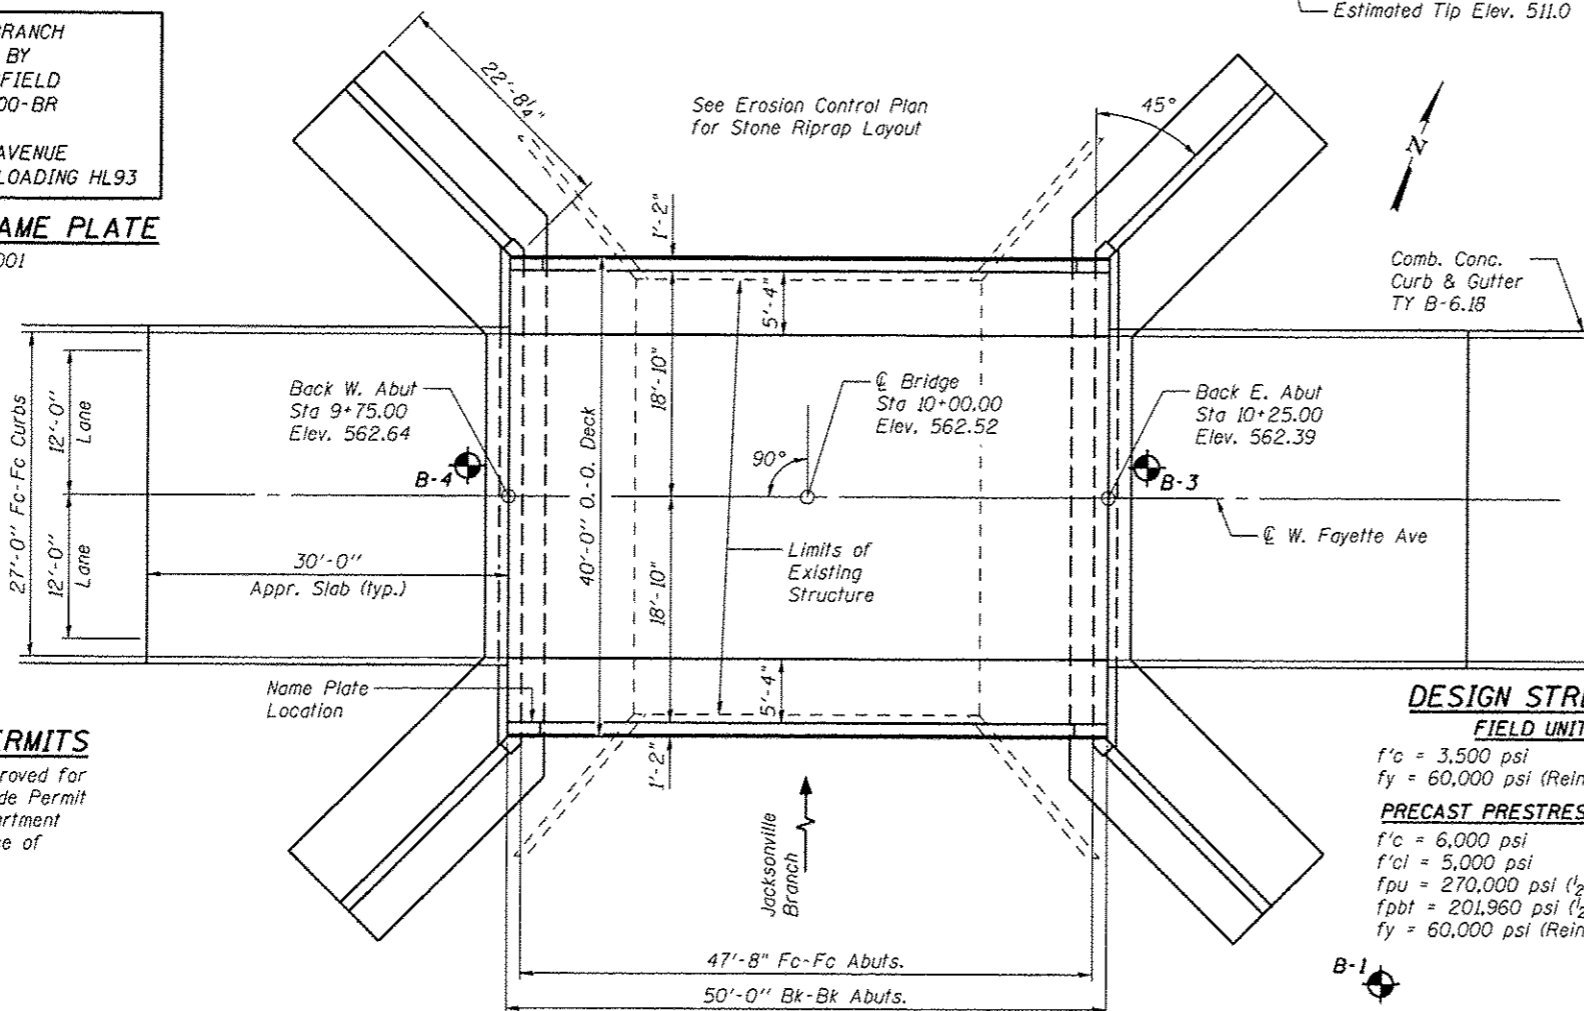 Estimated Tip Elev. 511.0
RANCH
BY
FIELD
00-BR
AVENUE
LOADING HL93
AME PLATE
001
22'-8¼"
See Erosion Control Plan
for Stone Riprap Layout
45°
N
1'-2"
Comb. Conc.
Curb & Gutter
TY B-6.18
5'-4"
18'-10"
27'-0" Fc-Fc Curbs
12'-0"
Lane
12'-0"
Lane
Back W. Abut
Sta 9+75.00
Elev. 562.64
B-4
40'-0" O.-O. Deck
℄ Bridge
Sta 10+00.00
Elev. 562.52
90°
Back E. Abut
Sta 10+25.00
Elev. 562.39
B-3
℄ W. Fayette Ave
30'-0"
Appr. Slab (typ.)
Limits of
Existing
Structure
18'-10"
5'-4"
1'-2"
Name Plate
Location
ERMITS
roved for
de Permit
artment
ce of
Jacksonville
Branch
DESIGN STRE
FIELD UNIT
f'c = 3,500 psi
fy = 60,000 psi (Rein
PRECAST PRESTRES
f'c = 6,000 psi
f'ci = 5,000 psi
fpu = 270,000 psi (½
fpbt = 201,960 psi (½
fy = 60,000 psi (Rein
B-1
47'-8" Fc-Fc Abuts.
50'-0" Bk-Bk Abuts.